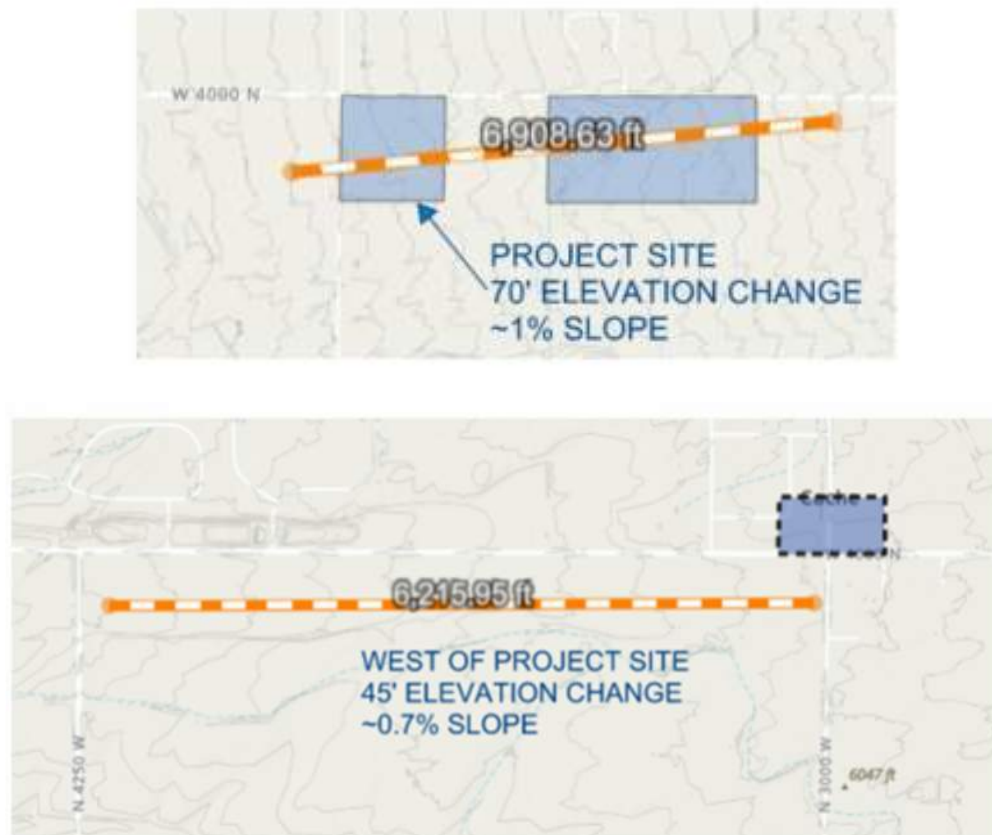 W 4000 N
6,908.63 ft
PROJECT SITE
70' ELEVATION CHANGE
~1% SLOPE
Cache
N
6,215.95 ft
WEST OF PROJECT SITE
45' ELEVATION CHANGE
~0.7% SLOPE
N 4250 W
N 3000 W
6047 ft